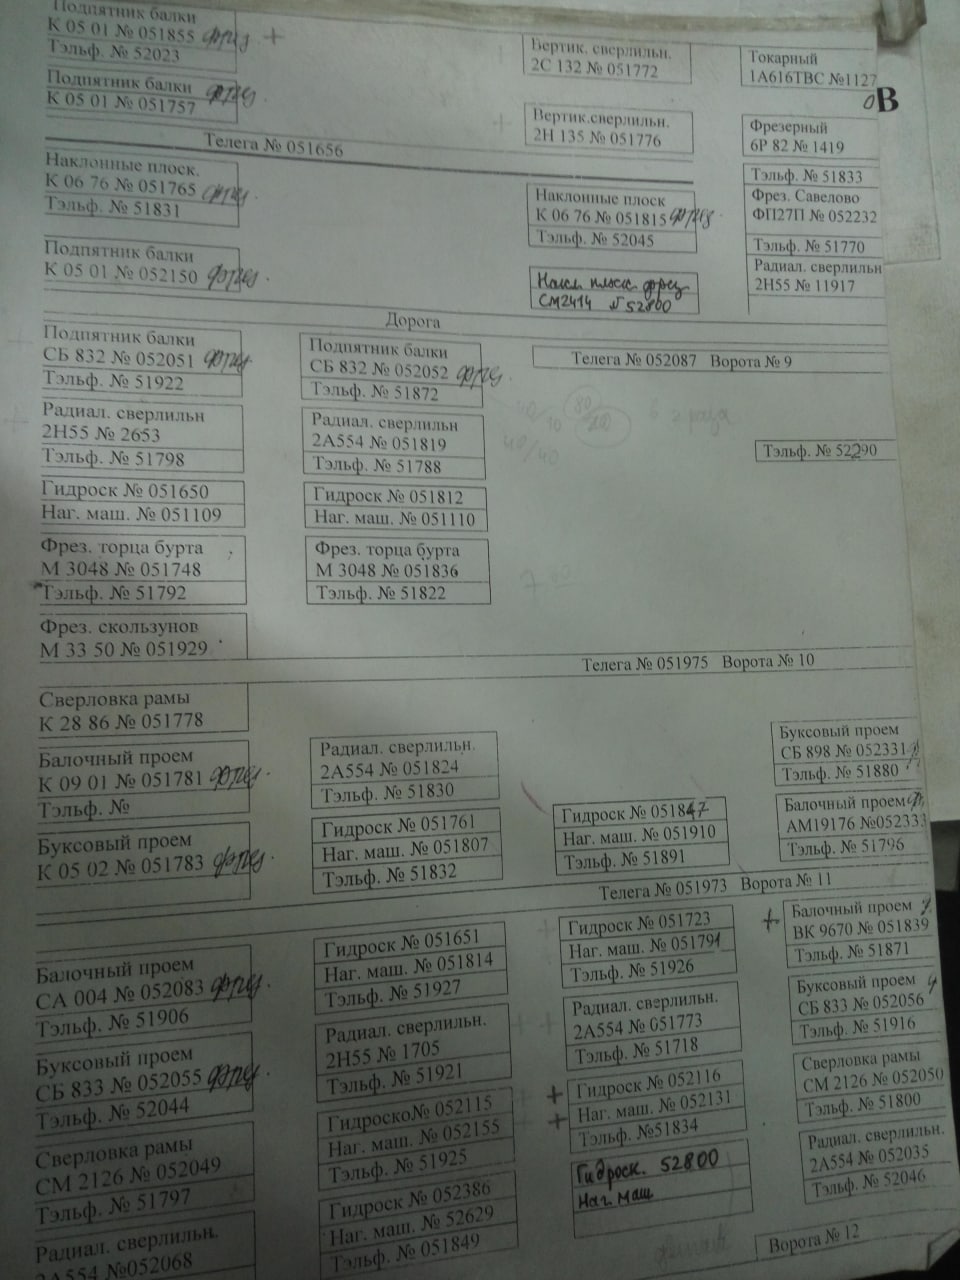 Подпятник балки
К 05 01 № 051855 фрез +
Тэльф. № 52023
Подпятник балки
К 05 01 № 051757 фрез
Вертик. сверлильн.
2С 132 № 051772
Токарный
1А616ТВС №1127
В
Вертик.сверлильн.
2Н 135 № 051776
Фрезерный
6Р 82 № 1419
Телега № 051656
Наклонные плоск.
К 06 76 № 051765 фрез
Тэльф. № 51831
Подпятник балки
К 05 01 № 052150 фрез
Наклонные плоск
К 06 76 № 051815 фрез
Тэльф. № 52045
Накл плоск фрез
СМ2414 № 52800
Тэльф. № 51833
Фрез. Савелово
ФП27П № 052232
Тэльф. № 51770
Радиал. сверлильн
2Н55 № 11917
Дорога
Подпятник балки
СБ 832 № 052051 фрез
Тэльф. № 51922
Подпятник балки
СБ 832 № 052052 фрез
Тэльф. № 51872
Телега № 052087 Ворота № 9
Радиал. сверлильн
2Н55 № 2653
Тэльф. № 51798
Радиал. сверлильн
2А554 № 051819
Тэльф. № 51788
Тэльф. № 52290
Гидроск № 051650
Наг. маш. № 051109
Гидроск № 051812
Наг. маш. № 051110
Фрез. торца бурта
М 3048 № 051748
Тэльф. № 51792
Фрез. торца бурта
М 3048 № 051836
Тэльф. № 51822
Фрез. скользунов
М 33 50 № 051929
Телега № 051975 Ворота № 10
Сверловка рамы
К 28 86 № 051778
Балочный проем
К 09 01 № 051781 фрез
Тэльф. №
Буксовый проем
К 05 02 № 051783 фрез
Радиал. сверлильн.
2А554 № 051824
Тэльф. № 51830
Гидроск № 051761
Наг. маш. № 051807
Тэльф. № 51832
Гидроск № 051847
Наг. маш. № 051910
Тэльф. № 51891
Буксовый проем
СБ 898 № 052331
Тэльф. № 51880
Балочный проем
АМ19176 №052333
Тэльф. № 51796
Телега № 051973 Ворота № 11
Балочный проем
СА 004 № 052083 фрез
Тэльф. № 51906
Буксовый проем
СБ 833 № 052055 фрез
Тэльф. № 52044
Сверловка рамы
СМ 2126 № 052049
Тэльф. № 51797
Радиал. сверлильн.
2А554 №052068
Гидроск № 051651
Наг. маш. № 051814
Тэльф. № 51927
Радиал. сверлильн.
2Н55 № 1705
Тэльф. № 51921
Гидроско№ 052115
Наг. маш. № 052155
Тэльф. № 51925
Гидроск № 052386
Наг. маш. № 52629
Тэльф. № 051849
Гидроск № 051723
Наг. маш. № 051791
Тэльф. № 51926
Радиал. сверлильн.
2А554 № 051773
Тэльф. № 51718
+ Гидроск № 052116
+ Наг. маш. № 052131
Тэльф. №51834
Гидроск. 52800
Наг. маш
+ Балочный проем
ВК 9670 № 051839
Тэльф. № 51871
Буксовый проем
СБ 833 № 052056
Тэльф. № 51916
Сверловка рамы
СМ 2126 № 052050
Тэльф. № 51800
Радиал. сверлильн.
2А554 № 052035
Тэльф. № 52046
Ворота № 12